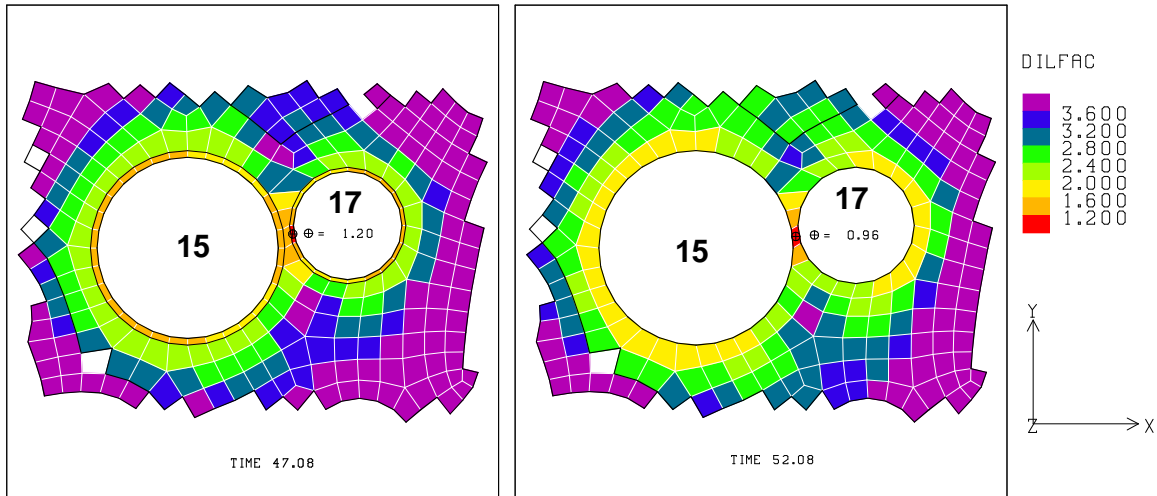 15
17
⊕ = 1.20
TIME 47.08
15
17
⊕ = 0.96
TIME 52.08
DILFAC
3.600
3.200
2.800
2.400
2.000
1.600
1.200
Y
Z
X